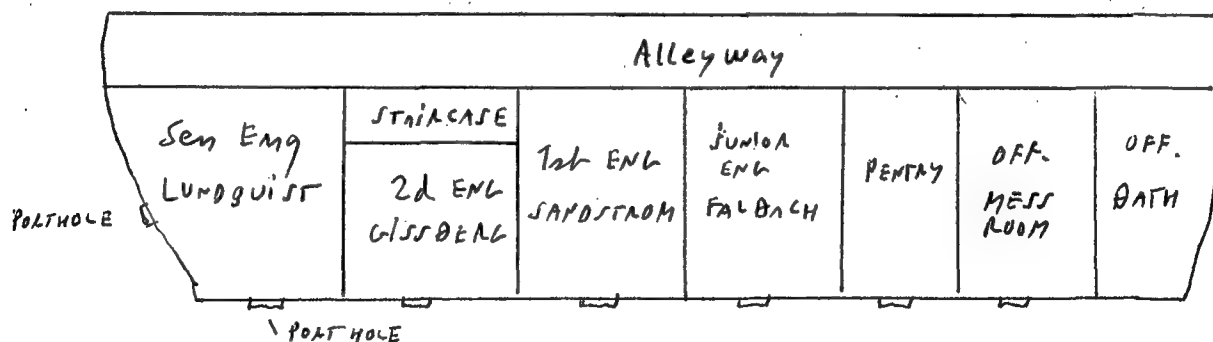 Alleyway
Sen Eng
LUNDQUIST
STAIRCASE
2d ENG
GISSBERG
1st ENG
SANDSTROM
JUNIOR
ENG
FALBACH
PENTRY
OFF.
MESS
ROOM
OFF.
BATH
PORTHOLE
PORTHOLE